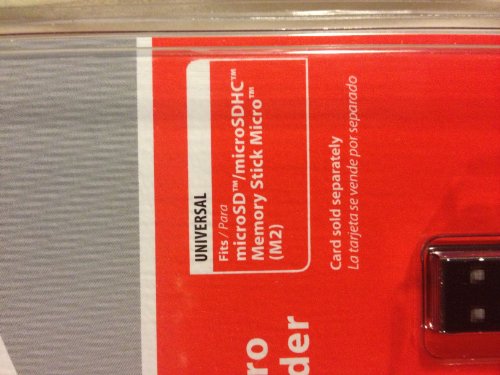 UNIVERSAL
Fits / Para
microSD™/microSDHC™
Memory Stick Micro™
(M2)
Card sold separately
La tarjeta se vende por separado
ro
der